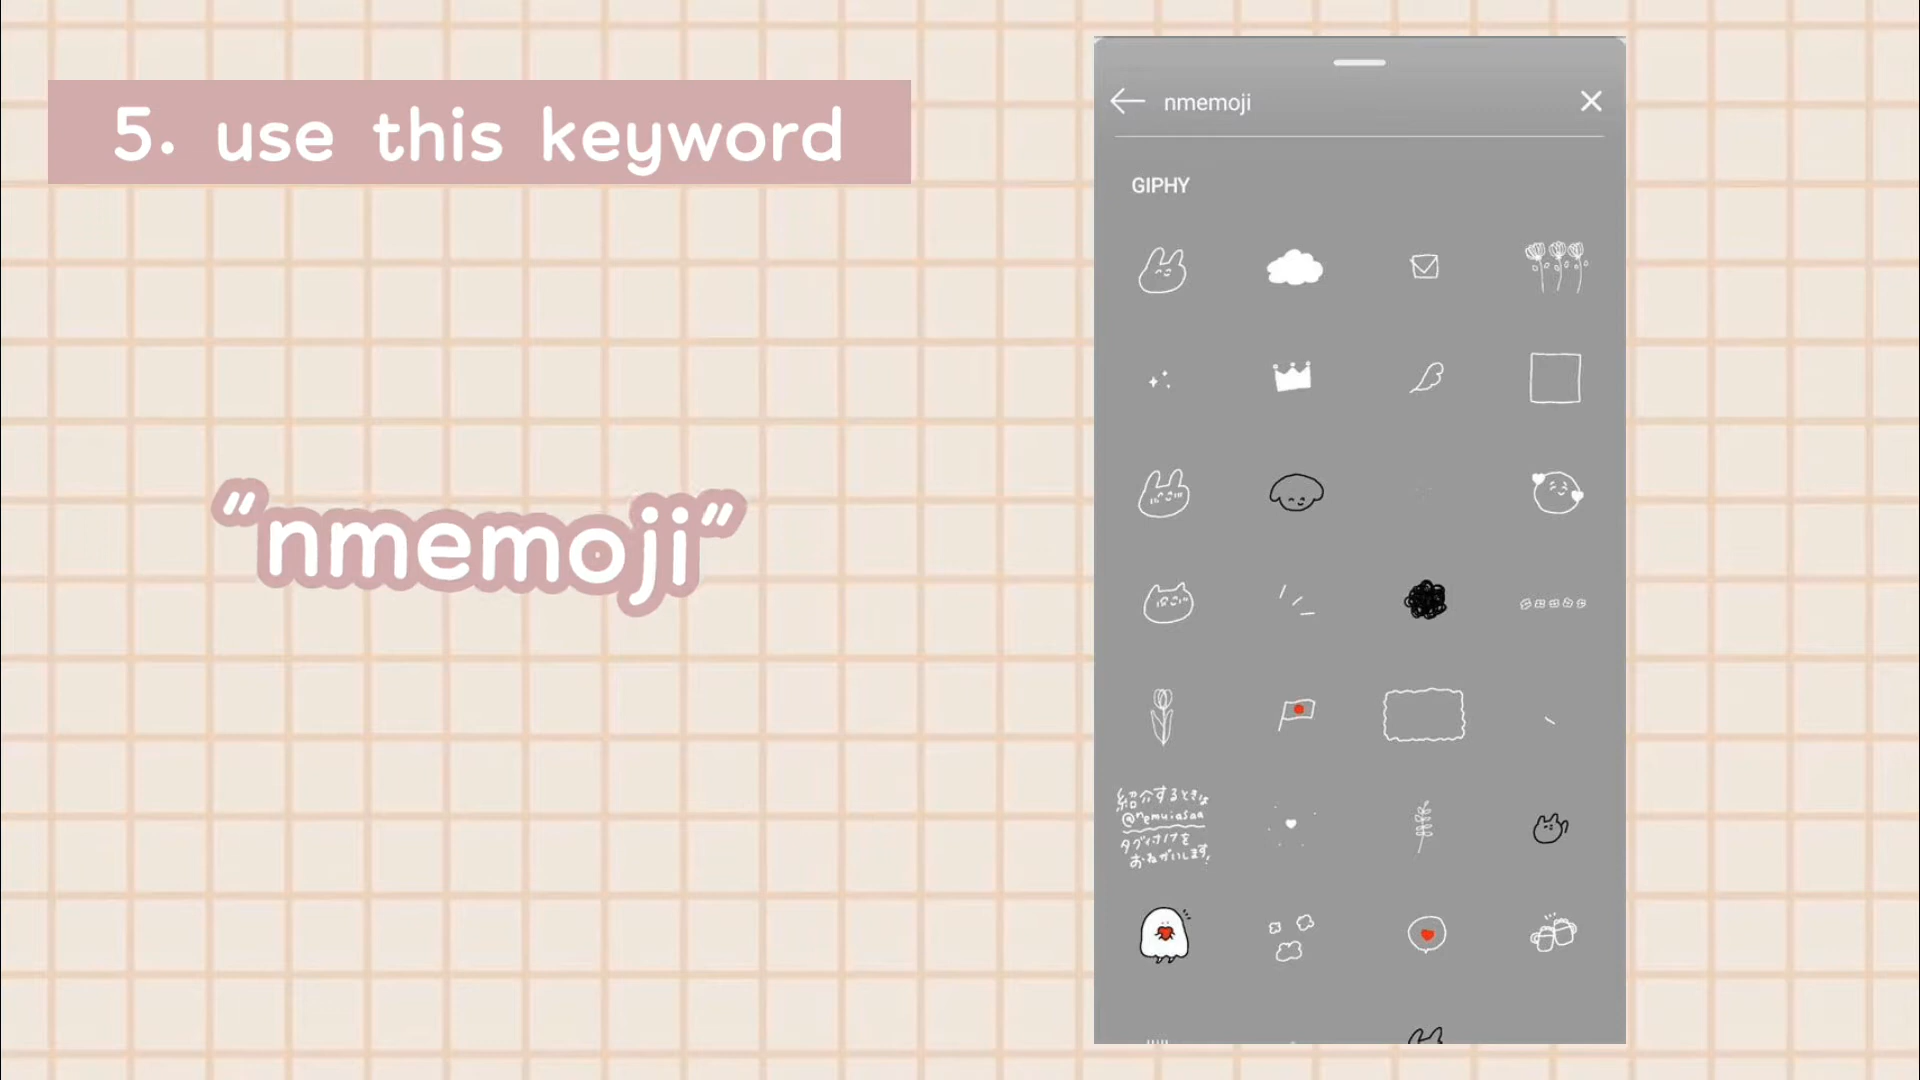 5. use this keyword
"nmemoji"
nmemoji
GIPHY
紹介するときは
@nemuiasaa
タグ付けを
おねがいします!